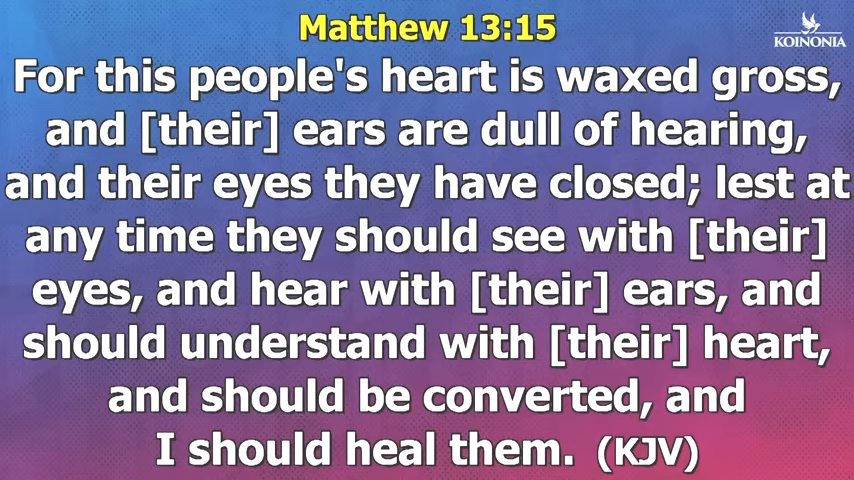 Matthew 13:15
KOINONIA
For this people's heart is waxed gross,
and [their] ears are dull of hearing,
and their eyes they have closed; lest at
any time they should see with [their]
eyes, and hear with [their] ears, and
should understand with [their] heart,
and should be converted, and
I should heal them. (KJV)